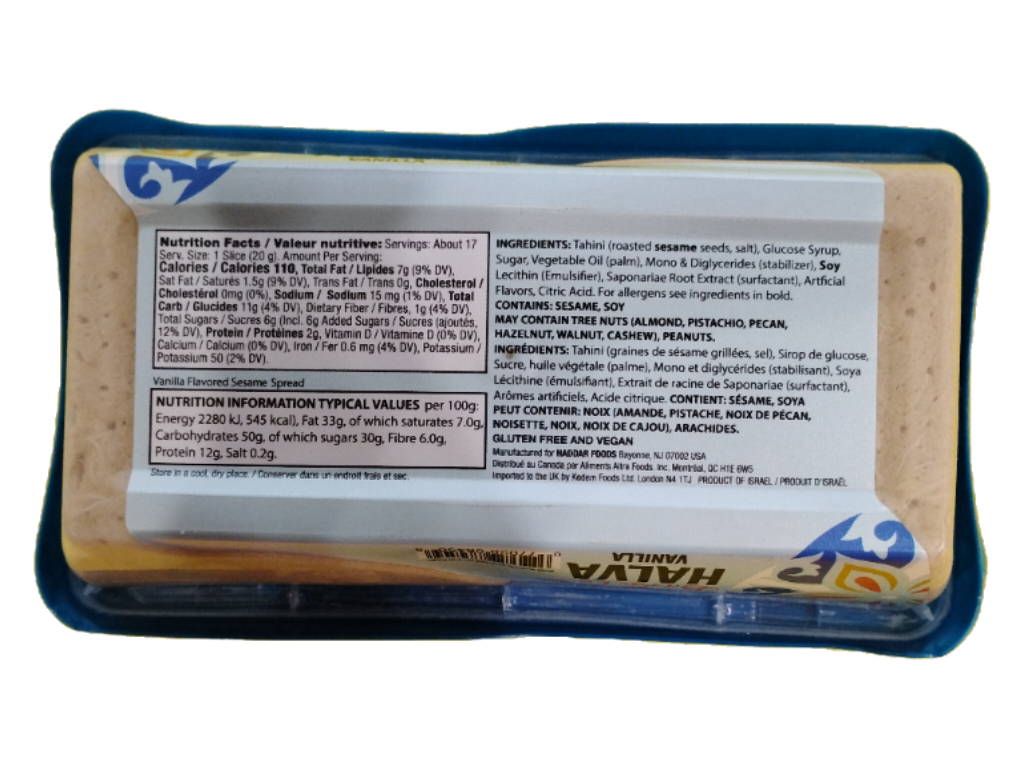 VANILLA
Nutrition Facts / Valeur nutritive: Servings: About 17
Serv. Size: 1 Slice (20 g). Amount Per Serving:
Calories / Calories 110, Total Fat / Lipides 7g (9% DV),
Sat Fat / Saturés 1.5g (9% DV), Trans Fat / Trans 0g, Cholesterol /
Cholestérol 0mg (0%), Sodium / Sodium 15 mg (1% DV), Total
Carb / Glucides 11g (4% DV), Dietary Fiber / Fibres, 1g (4% DV),
Total Sugars / Sucres 6g (Incl. 6g Added Sugars / Sucres (ajoutés,
12% DV), Protein / Protéines 2g, Vitamin D / Vitamine D (0% DV),
Calcium / Calcium (0% DV), Iron / Fer 0.6 mg (4% DV), Potassium /
Potassium 50 (2% DV).
Vanilla Flavored Sesame Spread
NUTRITION INFORMATION TYPICAL VALUES per 100g:
Energy 2280 kJ, 545 kcal), Fat 33g, of which saturates 7.0g,
Carbohydrates 50g, of which sugars 30g, Fibre 6.0g,
Protein 12g, Salt 0.2g.
Store in a cool, dry place. / Conserver dans un endroit frais et sec.
INGREDIENTS: Tahini (roasted sesame seeds, salt), Glucose Syrup,
Sugar, Vegetable Oil (palm), Mono & Diglycerides (stabilizer), Soy
Lecithin (Emulsifier), Saponariae Root Extract (surfactant), Artficial
Flavors, Citric Acid. For allergens see ingredients in bold.
CONTAINS: SESAME, SOY
MAY CONTAIN TREE NUTS (ALMOND, PISTACHIO, PECAN,
HAZELNUT, WALNUT, CASHEW), PEANUTS.
INGRÉDIENTS: Tahini (graines de sésame grillées, sel), Sirop de glucose,
Sucre, huile végétale (palme), Mono et diglycérides (stabilisant), Soya
Lécithine (émulsifiant), Extrait de racine de Saponariae (surfactant),
Arômes artificiels, Acide citrique. CONTIENT: SÉSAME, SOYA
PEUT CONTENIR: NOIX (AMANDE, PISTACHE, NOIX DE PÉCAN,
NOISETTE, NOIX, NOIX DE CAJOU), ARACHIDES.
GLUTEN FREE AND VEGAN
Manufactured for HADDAR FOODS Bayonne, NJ 07002 USA
Distribué au Canada par Aliments Altra Foods, Inc. Montréal, QC H1E 6W5
Imported to the UK by Kedem Foods Ltd. London N4 1TJ PRODUCT OF ISRAEL / PRODUIT D'ISRAËL
HALVA
VANILLA